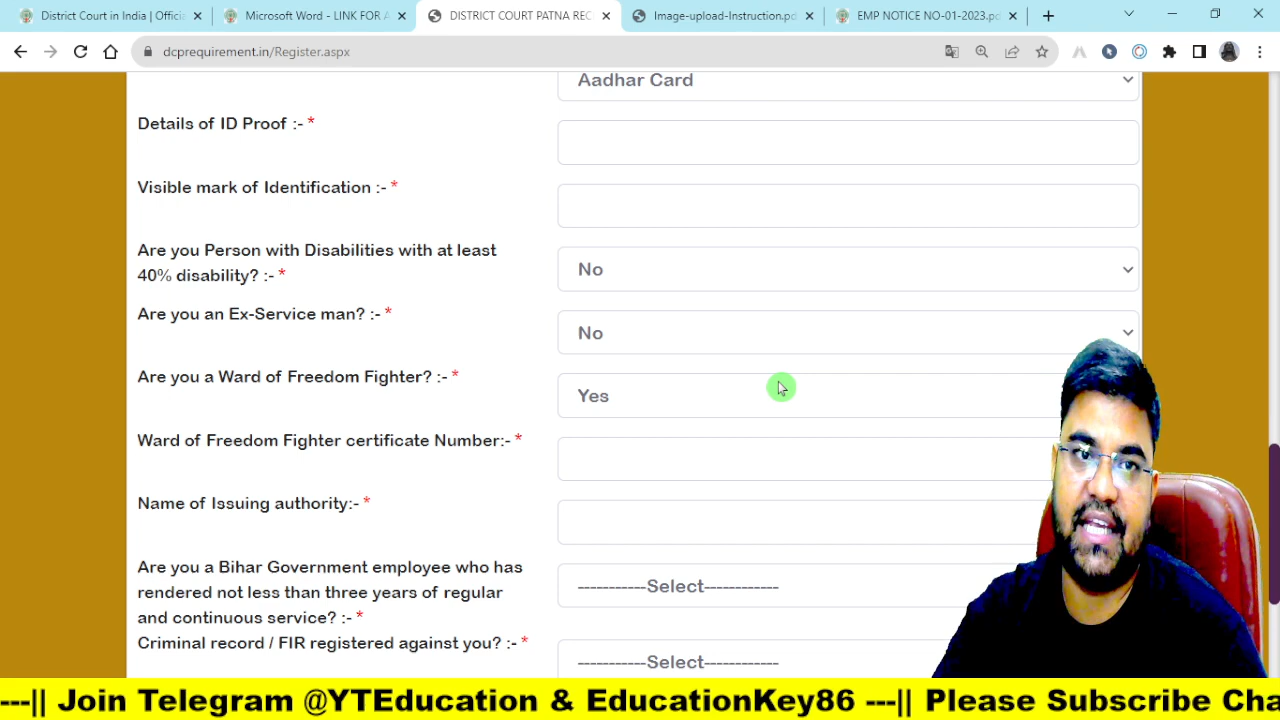 District Court in India | Officia
Microsoft Word - LINK FOR A
DISTRICT COURT PATNA REC
Image-upload-Instruction.pd
EMP NOTICE NO-01-2023.pd
dcprequirement.in/Register.aspx
Aadhar Card
Details of ID Proof :- *
Visible mark of Identification :- *
Are you Person with Disabilities with at least
40% disability? :- *
No
Are you an Ex-Service man? :- *
No
Are you a Ward of Freedom Fighter? :- *
Yes
Ward of Freedom Fighter certificate Number:- *
Name of Issuing authority:- *
Are you a Bihar Government employee who has
rendered not less than three years of regular
and continuous service? :- *
-----------Select------------
Criminal record / FIR registered against you? :- *
-----------Select------------
---|| Join Telegram @YTEducation & EducationKey86 ---|| Please Subscribe Cha